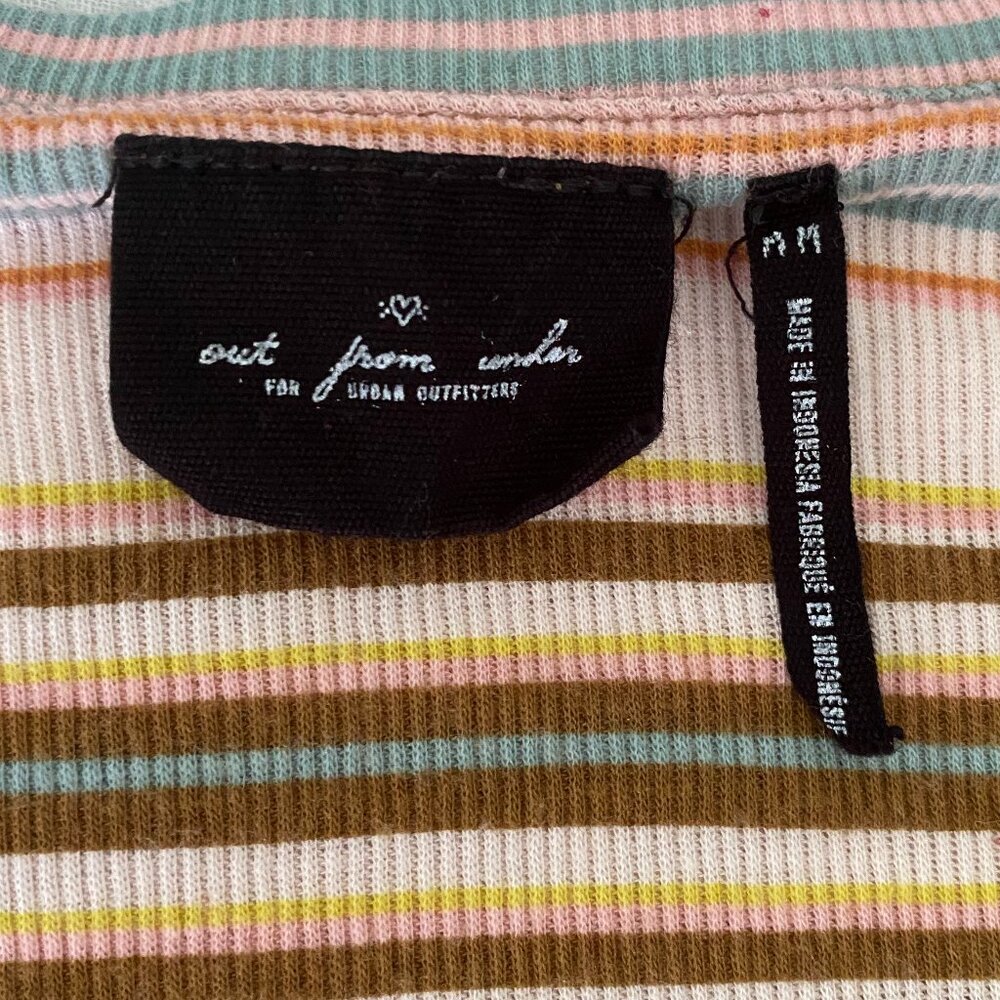 out from under
FOR URBAN OUTFITTERS
M M
MADE IN INDONESIA FABRIQUÉ EN INDONÉSIE